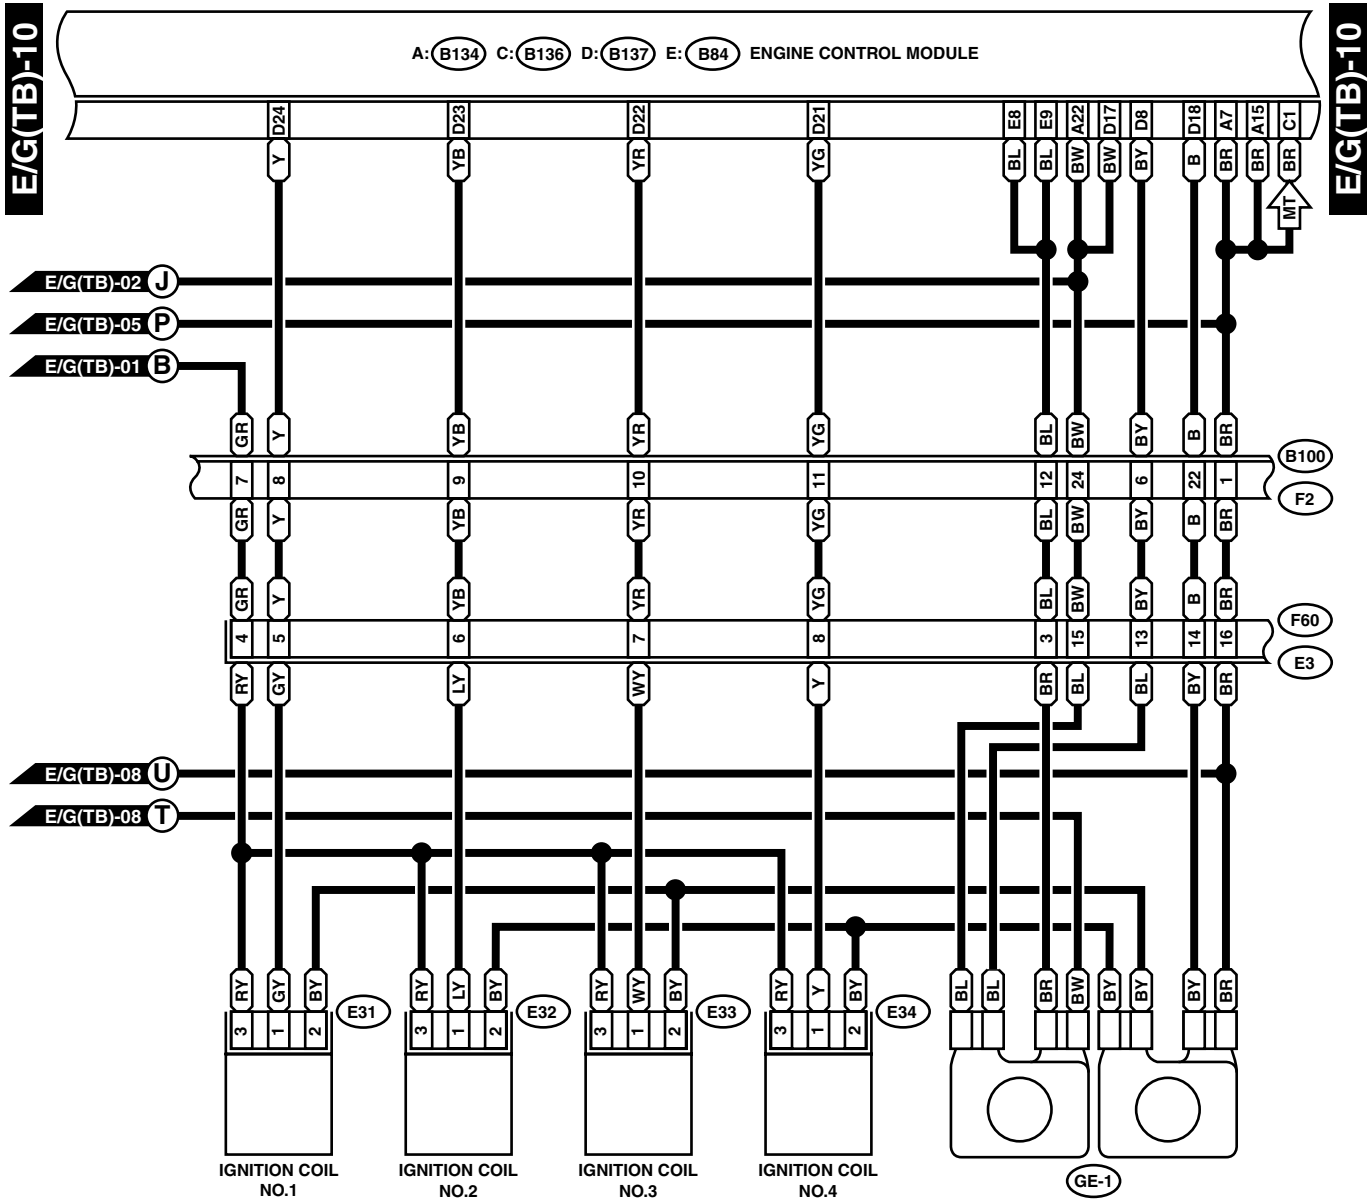 E/G(TB)-10
E/G(TB)-10
A: B134 C: B136 D: B137 E: B84 ENGINE CONTROL MODULE
D24 D23 D22 D21 E8 E9 A22 D17 D8 D18 A7 A15 C1
Y YB YR YG BL BL BW BW BY B BR BR BR
MT
E/G(TB)-02 J
E/G(TB)-05 P
E/G(TB)-01 B
GR Y YB YR YG BL BW BY B BR
B100
7 8 9 10 11 12 24 6 22 1
F2
GR Y YB YR YG BL BW BY B BR
GR Y YB YR YG BL BW BY B BR
F60
4 5 6 7 8 3 15 13 14 16
E3
RY GY LY WY Y BR BL BL BY BR
E/G(TB)-08 U
E/G(TB)-08 T
RY GY BY RY LY BY RY WY BY RY Y BY BL BL BR BW BY BY BY BR
E31 E32 E33 E34
3 1 2 3 1 2 3 1 2 3 1 2
IGNITION COIL
NO.1
IGNITION COIL
NO.2
IGNITION COIL
NO.3
IGNITION COIL
NO.4
GE-1